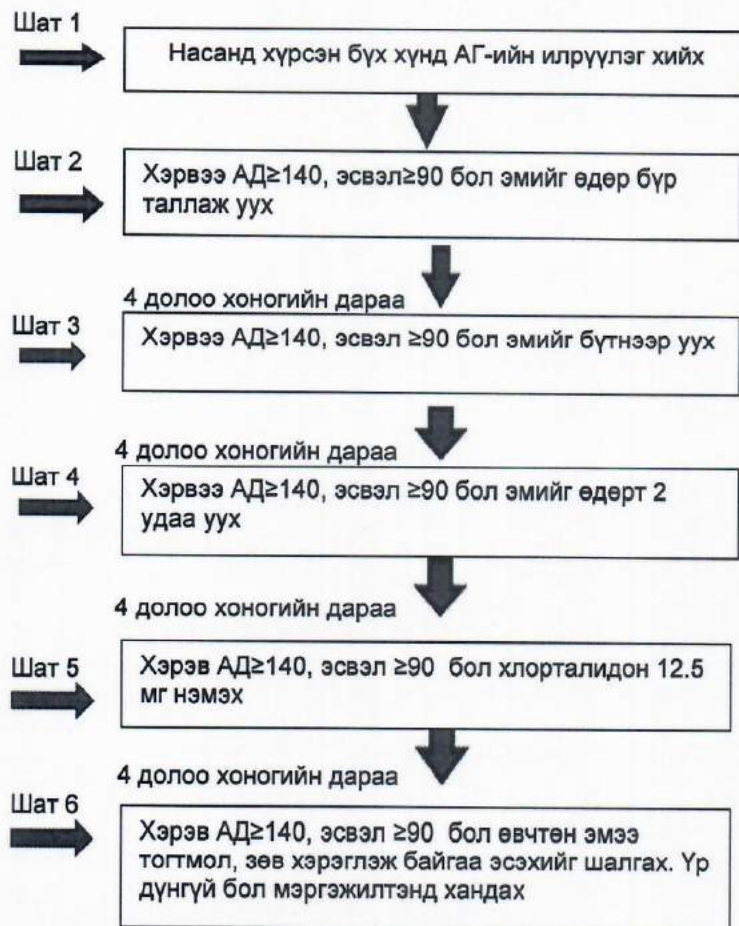 Шат 1
Насанд хүрсэн бүх хүнд АГ-ийн илрүүлэг хийх
Шат 2
Хэрвээ АД≥140, эсвэл≥90 бол эмийг өдөр бүр
таллаж уух
4 долоо хоногийн дараа
Шат 3
Хэрвээ АД≥140, эсвэл ≥90 бол эмийг бүтнээр уух
4 долоо хоногийн дараа
Шат 4
Хэрвээ АД≥140, эсвэл ≥90 бол эмийг өдөрт 2
удаа уух
4 долоо хоногийн дараа
Шат 5
Хэрэв АД≥140, эсвэл ≥90 бол хлорталидон 12.5
мг нэмэх
4 долоо хоногийн дараа
Шат 6
Хэрэв АД≥140, эсвэл ≥90 бол өвчтөн эмээ
тогтмол, зөв хэрэглэж байгаа эсэхийг шалгах. Үр
дүнгүй бол мэргэжилтэнд хандах